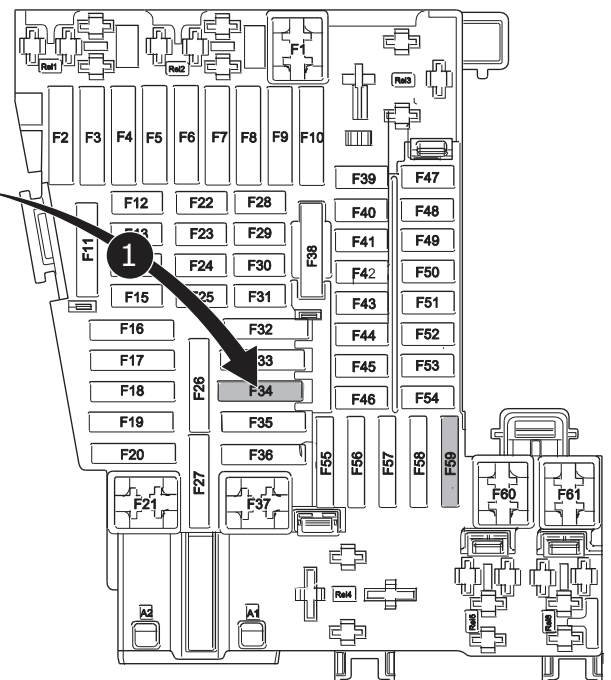 F1
Rel1
Rel2
Rel3
F2 F3 F4 F5 F6 F7 F8 F9 F10
F39 F47
F12 F22 F28 F40 F48
F11 F13 F23 F29 F38 F41 F49
1
F24 F30 F42 F50
F15 F25 F31 F43 F51
F16 F32 F44 F52
F17 F26 33 F45 F53
F18 F34 F46 F54
F19 F35
F20 F27 F36 F55 F56 F57 F58 F59
F21 F37 F60 F61
Rel4
A2 A1